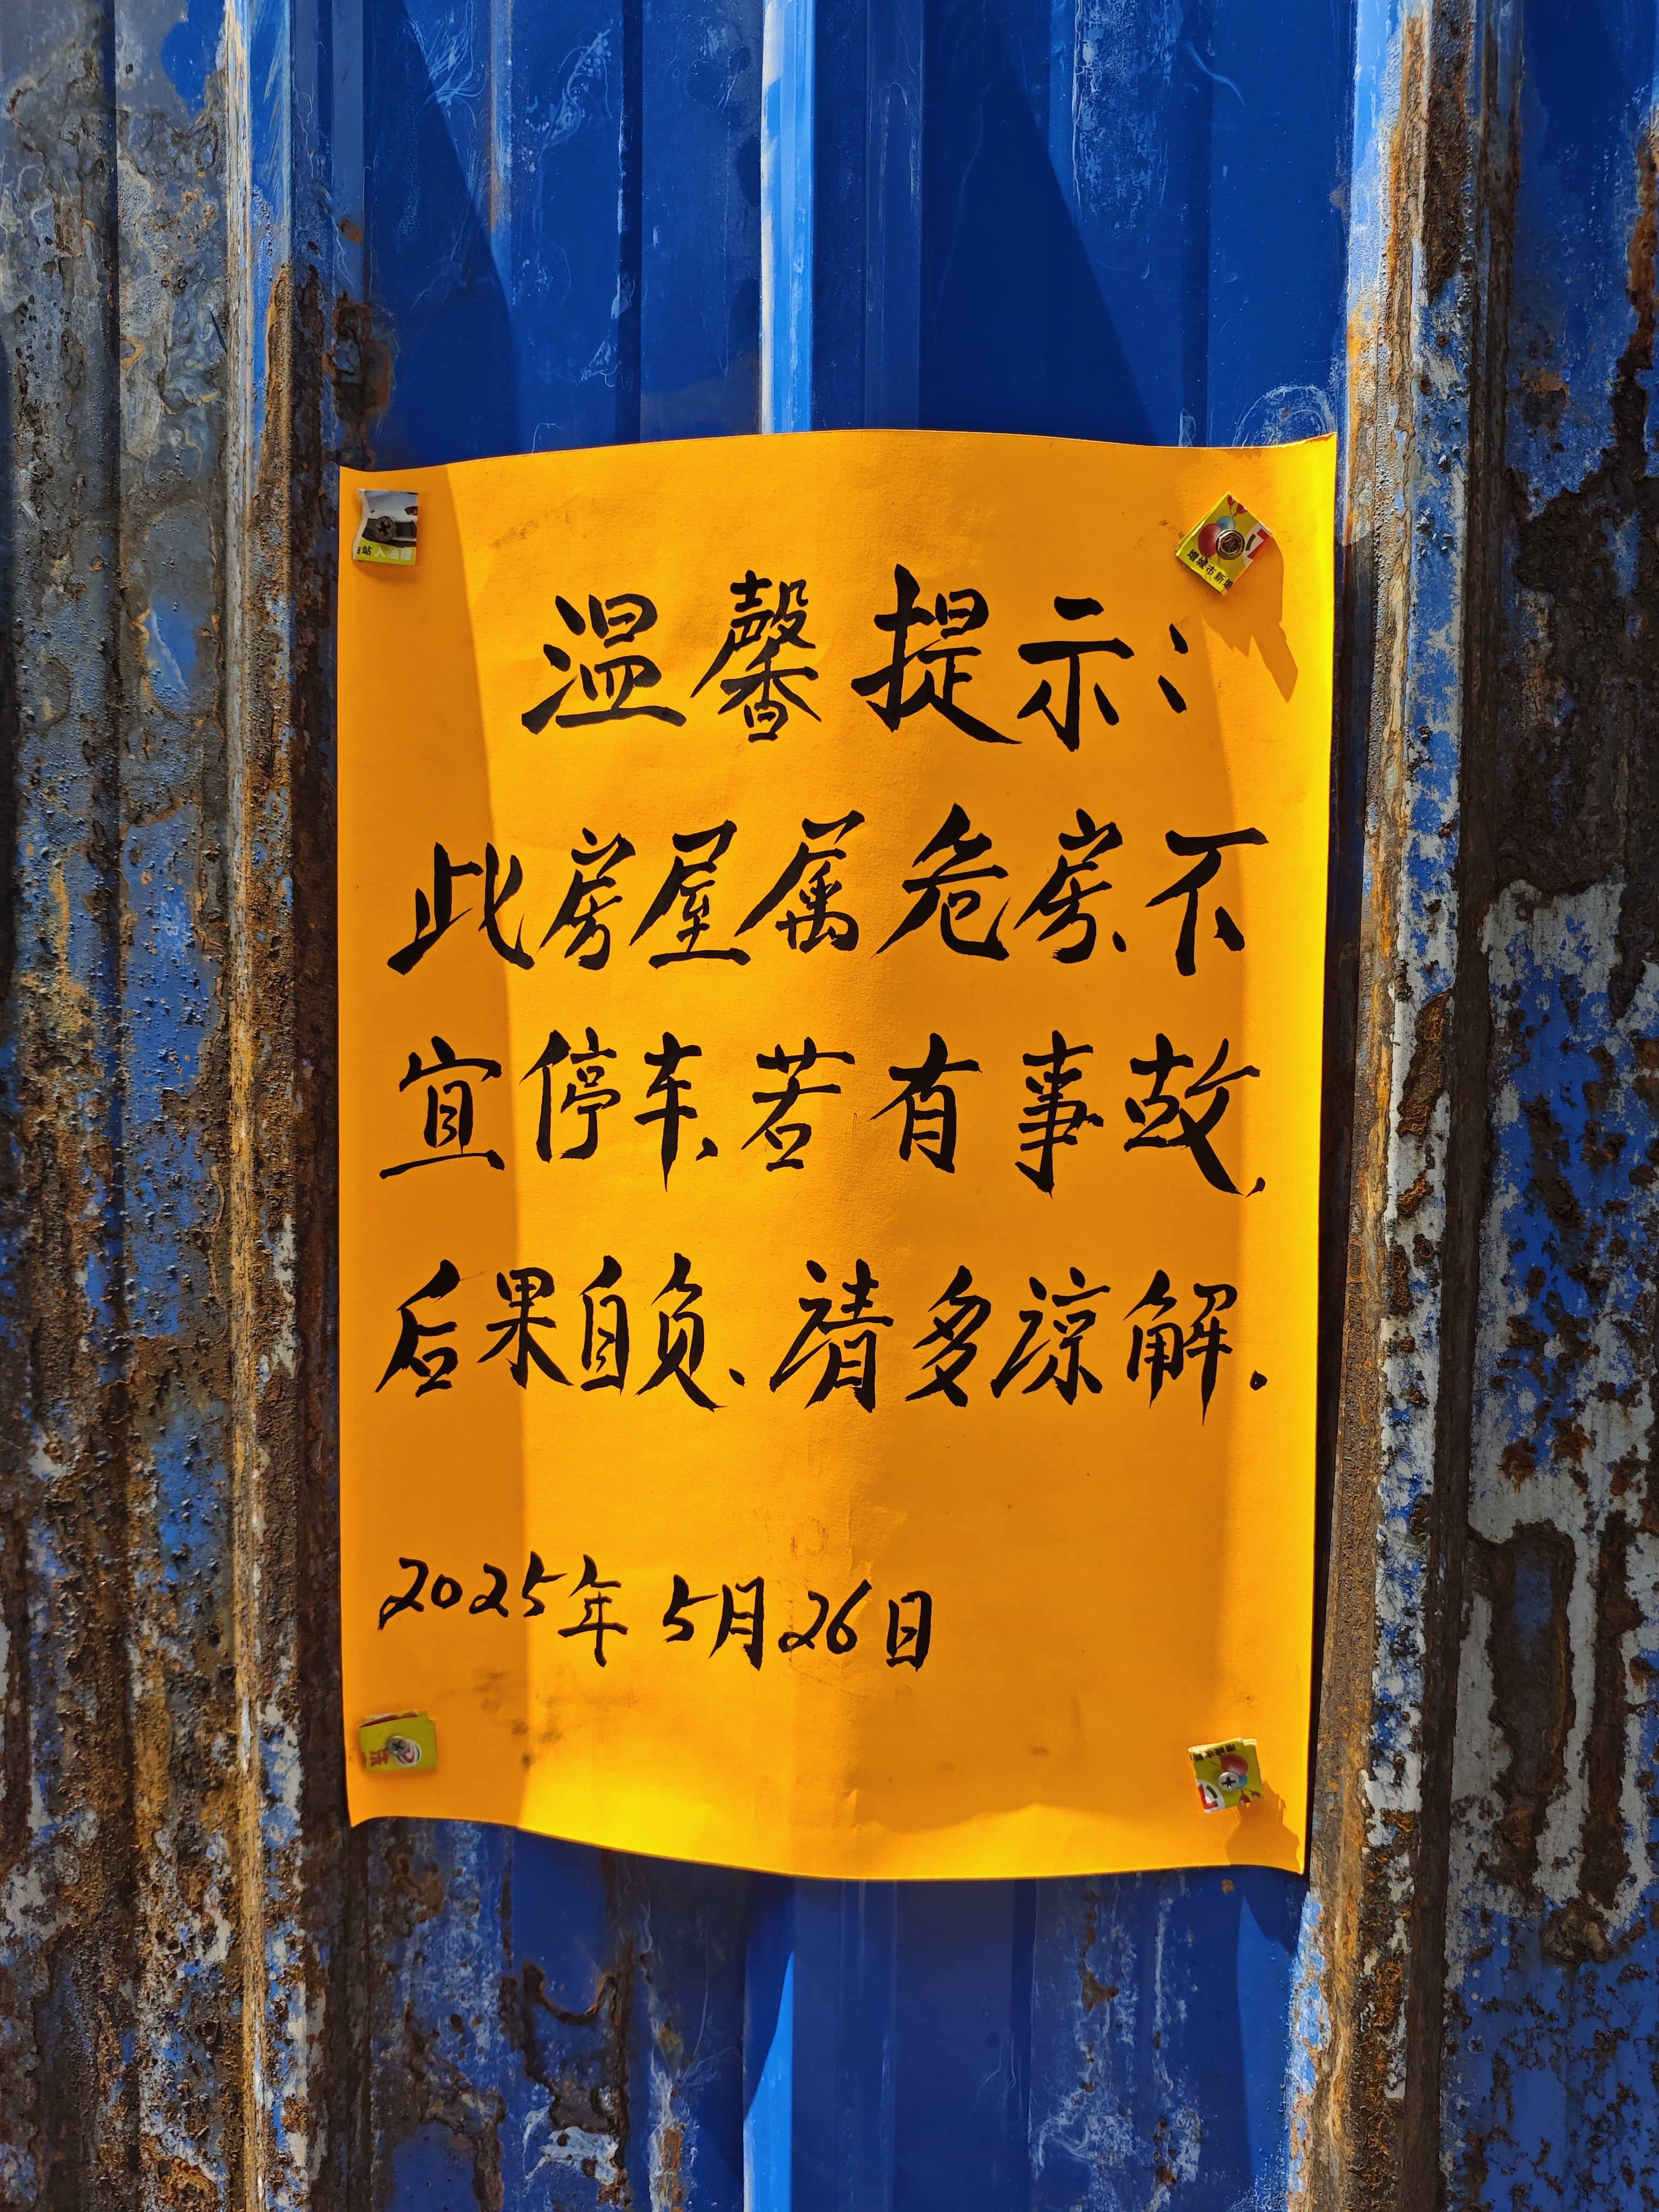 温馨提示：
此房屋属危房、不
宜停车、若有事故，
后果自负、请多谅解.
2025年5月26日
增城市新